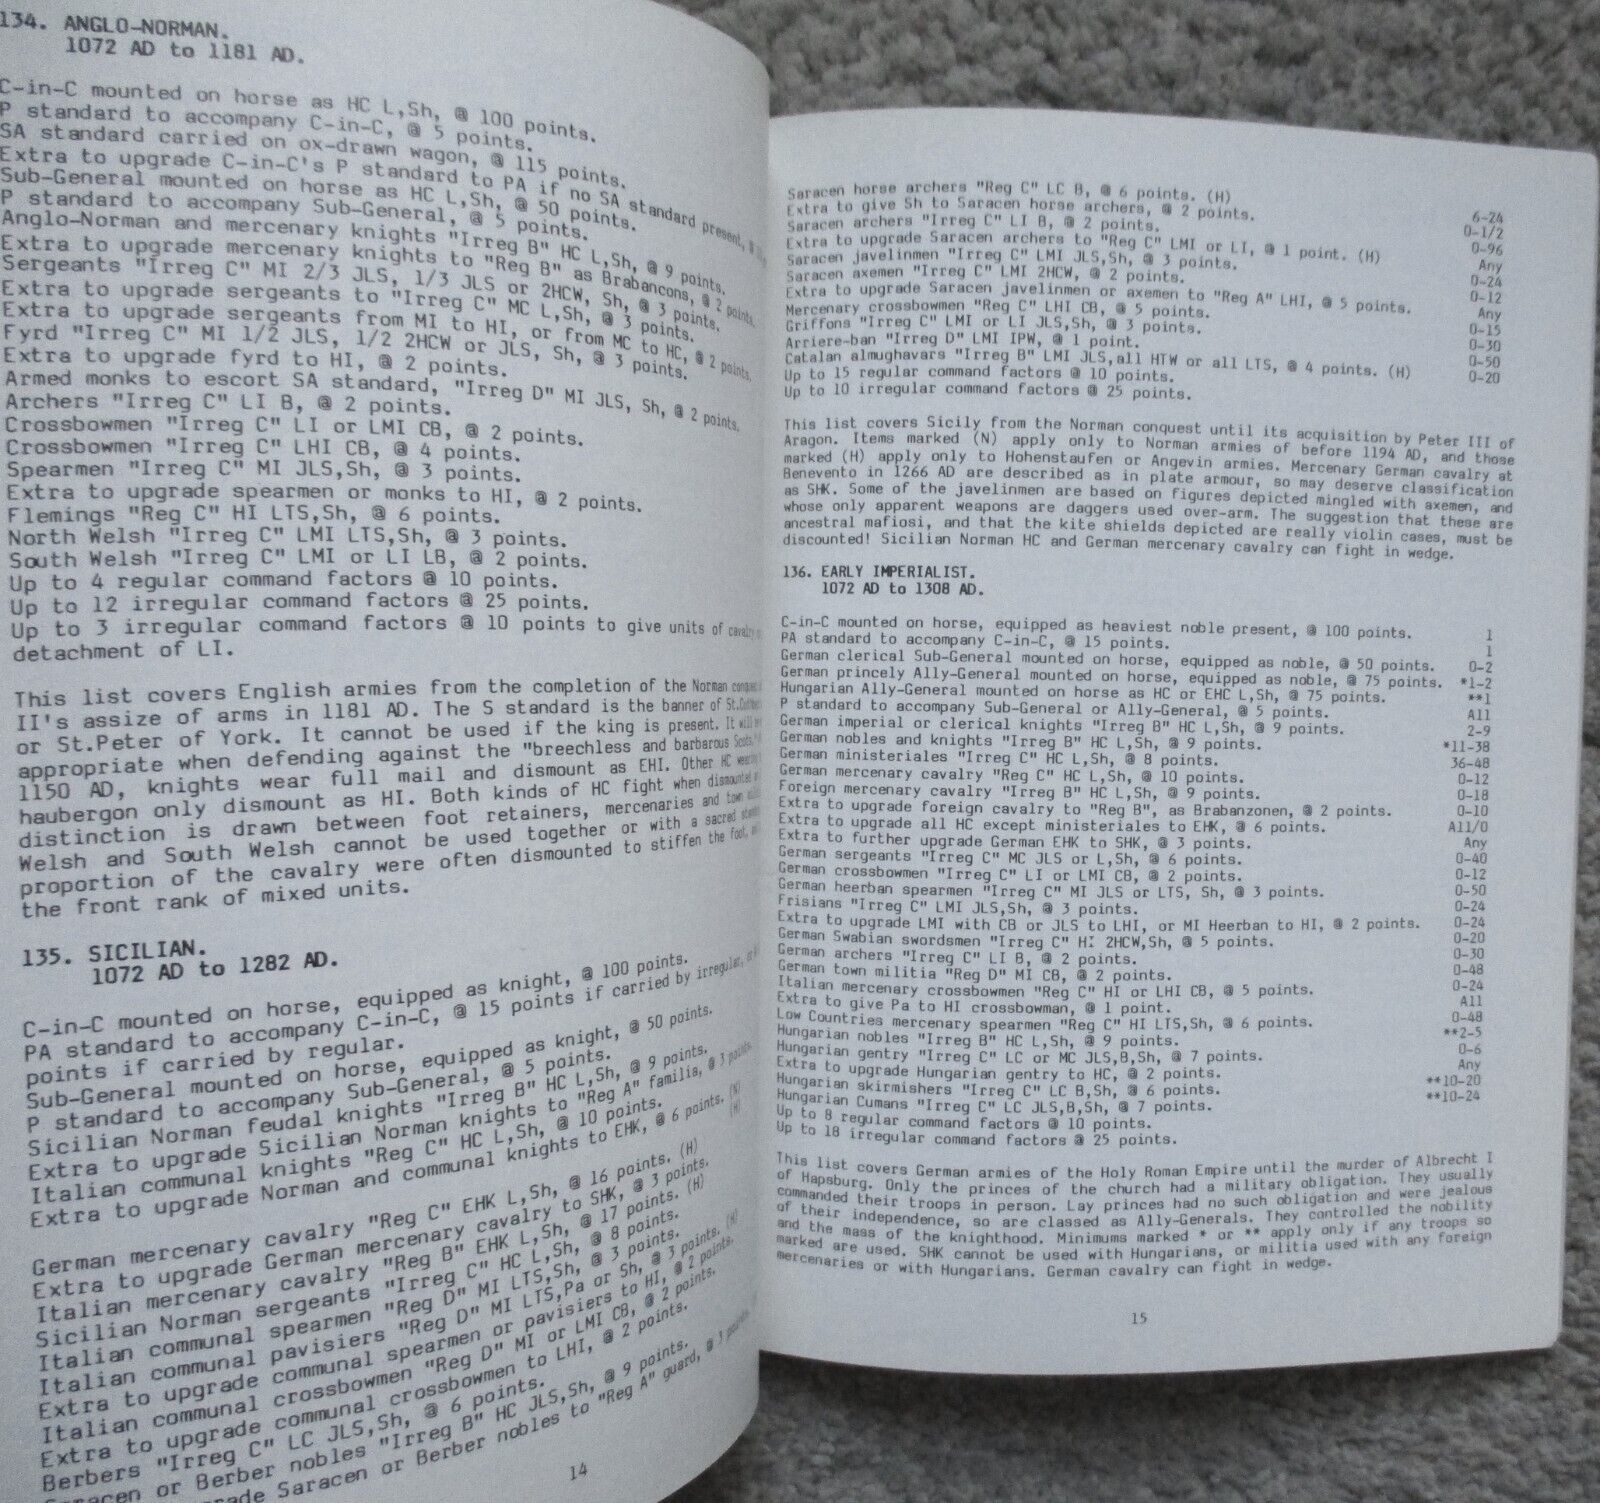 134. ANGLO-NORMAN.
1072 AD to 1181 AD.
C-in-C mounted on horse as HC L,Sh, @ 100 points.
P standard to accompany C-in-C, @ 5 points.
SA standard carried on ox-drawn wagon, @ 115 points.
Extra to upgrade C-in-C's P standard to PA if no SA standard present, @
Sub-General mounted on horse as HC L,Sh, @ 50 points.
P standard to accompany Sub-General, @ 5 points.
Anglo-Norman and mercenary knights "Irreg B" HC L,Sh, @ 9 points.
Extra to upgrade mercenary knights to "Reg B" as Brabancons, @ 2 points.
Sergeants "Irreg C" MI 2/3 JLS, 1/3 JLS or 2HCW, Sh, @ 3 points.
Extra to upgrade sergeants to "Irreg C" MC L,Sh, @ 3 points.
Extra to upgrade sergeants from MI to HI, or from MC to HC, @ 2 points.
Fyrd "Irreg C" MI 1/2 JLS, 1/2 2HCW or JLS, Sh, @ 3 points.
Extra to upgrade fyrd to HI, @ 2 points.
Armed monks to escort SA standard, "Irreg D" MI JLS, Sh, @ 2 points.
Archers "Irreg C" LI B, @ 2 points.
Crossbowmen "Irreg C" LI or LMI CB, @ 2 points.
Crossbowmen "Irreg C" LHI CB, @ 4 points.
Spearmen "Irreg C" MI JLS,Sh, @ 3 points.
Extra to upgrade spearmen or monks to HI, @ 2 points.
Flemings "Reg C" HI LTS,Sh, @ 6 points.
North Welsh "Irreg C" LMI LTS,Sh, @ 3 points.
South Welsh "Irreg C" LMI or LI LB, @ 2 points.
Up to 4 regular command factors @ 10 points.
Up to 12 irregular command factors @ 25 points.
Up to 3 irregular command factors @ 10 points to give units of cavalry
detachment of LI.
This list covers English armies from the completion of the Norman
II's assize of arms in 1181 AD. The S standard is the banner of
or St.Peter of York. It cannot be used if the king is present. It will
appropriate when defending against the "breechless and barbarous Scots."
1150 AD, knights wear full mail and dismount as EHI. Other HC
haubergon only dismount as HI. Both kinds of HC fight when dismounted
distinction is drawn between foot retainers, mercenaries and town
Welsh and South Welsh cannot be used together or with a sacred
proportion of the cavalry were often dismounted to stiffen the foot,
the front rank of mixed units.
135. SICILIAN.
1072 AD to 1282 AD.
C-in-C mounted on horse, equipped as knight, @ 100 points.
PA standard to accompany C-in-C, @ 15 points if carried by irregular,
points if carried by regular.
Sub-General mounted on horse, equipped as knight, @ 50 points.
P standard to accompany Sub-General, @ 5 points.
Sicilian Norman feudal knights "Irreg B" HC L,Sh, @ 9 points.
Extra to upgrade Sicilian Norman knights to "Reg A" familia, @ 3 points.
Italian communal knights "Reg C" HC L,Sh, @ 10 points. (N)
Extra to upgrade Norman and communal knights to EHK, @ 6 points. (H)
German mercenary cavalry "Reg C" EHK L,Sh, @ 16 points. (H)
Extra to upgrade German mercenary cavalry to SHK, @ 3 points.
Italian mercenary cavalry "Reg B" EHK L,Sh, @ 17 points. (H)
Sicilian Norman sergeants "Irreg C" HC L,Sh, @ 8 points.
Italian communal spearmen "Reg D" MI LTS,Sh, @ 3 points.
Italian communal pavisiers "Reg D" MI LTS,Pa or Sh, @ 3 points. (H)
Extra to upgrade communal spearmen or pavisiers to HI, @ 2 points.
Italian communal crossbowmen "Reg D" MI or LMI CB, @ 2 points.
Extra to upgrade communal crossbowmen to LHI, @ 2 points.
Berbers "Irreg C" LC JLS,Sh, @ 6 points.
Saracen or Berber nobles "Irreg B" HC JLS,Sh, @ 9 points.
Saracen or Berber nobles to "Reg A" guard, @ 3
14
Saracen horse archers "Reg C" LC B, @ 6 points. (H) 6-24
Extra to give Sh to Saracen horse archers, @ 2 points. 0-1/2
Saracen archers "Irreg C" LI B, @ 2 points. 0-96
Extra to upgrade Saracen archers to "Reg C" LMI or LI, @ 1 point. (H) Any
Saracen javelinmen "Irreg C" LMI JLS,Sh, @ 3 points. 0-24
Saracen axemen "Irreg C" LMI 2HCW, @ 2 points. 0-12
Extra to upgrade Saracen javelinmen or axemen to "Reg A" LHI, @ 5 points. Any
Mercenary crossbowmen "Reg C" LHI CB, @ 5 points. 0-15
Griffons "Irreg C" LMI or LI JLS,Sh, @ 3 points. 0-30
Arriere-ban "Irreg D" LMI IPW, @ 1 point. 0-50
Catalan almughavars "Irreg B" LMI JLS,all HTW or all LTS, @ 4 points. (H) 0-20
Up to 15 regular command factors @ 10 points.
Up to 10 irregular command factors @ 25 points.
This list covers Sicily from the Norman conquest until its acquisition by Peter III of
Aragon. Items marked (N) apply only to Norman armies of before 1194 AD, and those
marked (H) apply only to Hohenstaufen or Angevin armies. Mercenary German cavalry at
Benevento in 1266 AD are described as in plate armour, so may deserve classification
as SHK. Some of the javelinmen are based on figures depicted mingled with axemen, and
whose only apparent weapons are daggers used over-arm. The suggestion that these are
ancestral mafiosi, and that the kite shields depicted are really violin cases, must be
discounted! Sicilian Norman HC and German mercenary cavalry can fight in wedge.
136. EARLY IMPERIALIST.
1072 AD to 1308 AD.
C-in-C mounted on horse, equipped as heaviest noble present, @ 100 points. 1
PA standard to accompany C-in-C, @ 15 points. 1
German clerical Sub-General mounted on horse, equipped as noble, @ 50 points. 0-2
German princely Ally-General mounted on horse, equipped as noble, @ 75 points. *1-2
Hungarian Ally-General mounted on horse as HC or EHC L,Sh, @ 75 points. **1
P standard to accompany Sub-General or Ally-General, @ 5 points. All
German imperial or clerical knights "Irreg B" HC L,Sh, @ 9 points. 2-9
German nobles and knights "Irreg B" HC L,Sh, @ 9 points. *11-38
German ministeriales "Irreg C" HC L,Sh, @ 8 points. 36-48
German mercenary cavalry "Reg C" HC L,Sh, @ 10 points. 0-12
Foreign mercenary cavalry "Irreg B" HC L,Sh, @ 9 points. 0-18
Extra to upgrade foreign cavalry to "Reg B", as Brabanzonen, @ 2 points. 0-10
Extra to upgrade all HC except ministeriales to EHK, @ 6 points. All/0
Extra to further upgrade German EHK to SHK, @ 3 points. Any
German sergeants "Irreg C" MC JLS or L,Sh, @ 6 points. 0-40
German crossbowmen "Irreg C" LI or LMI CB, @ 2 points. 0-12
German heerban spearmen "Irreg C" MI JLS or LTS, Sh, @ 3 points. 0-50
Frisians "Irreg C" LMI JLS,Sh, @ 3 points. 0-24
Extra to upgrade LMI with CB or JLS to LHI, or MI Heerban to HI, @ 2 points. 0-24
German Swabian swordsmen "Irreg C" HI 2HCW,Sh, @ 5 points. 0-20
German archers "Irreg C" LI B, @ 2 points. 0-30
German town militia "Reg D" MI CB, @ 2 points. 0-48
Italian mercenary crossbowmen "Reg C" HI or LHI CB, @ 5 points. 0-24
Extra to give Pa to HI crossbowman, @ 1 point. All
Low Countries mercenary spearmen "Reg C" HI LTS,Sh, @ 6 points. 0-48
Hungarian nobles "Irreg B" HC L,Sh, @ 9 points. **2-5
Hungarian gentry "Irreg C" LC or MC JLS,B,Sh, @ 7 points. 0-6
Extra to upgrade Hungarian gentry to HC, @ 2 points. Any
Hungarian skirmishers "Irreg C" LC B,Sh, @ 6 points. **10-20
Hungarian Cumans "Irreg C" LC JLS,B,Sh, @ 7 points. **10-24
Up to 8 regular command factors @ 10 points.
Up to 18 irregular command factors @ 25 points.
This list covers German armies of the Holy Roman Empire until the murder of Albrecht I
of Hapsburg. Only the princes of the church had a military obligation. They usually
commanded their troops in person. Lay princes had no such obligation and were jealous
of their independence, so are classed as Ally-Generals. They controlled the nobility
and the mass of the knighthood. Minimums marked * or ** apply only if any troops so
marked are used. SHK cannot be used with Hungarians, or militia used with any foreign
mercenaries or with Hungarians. German cavalry can fight in wedge.
15